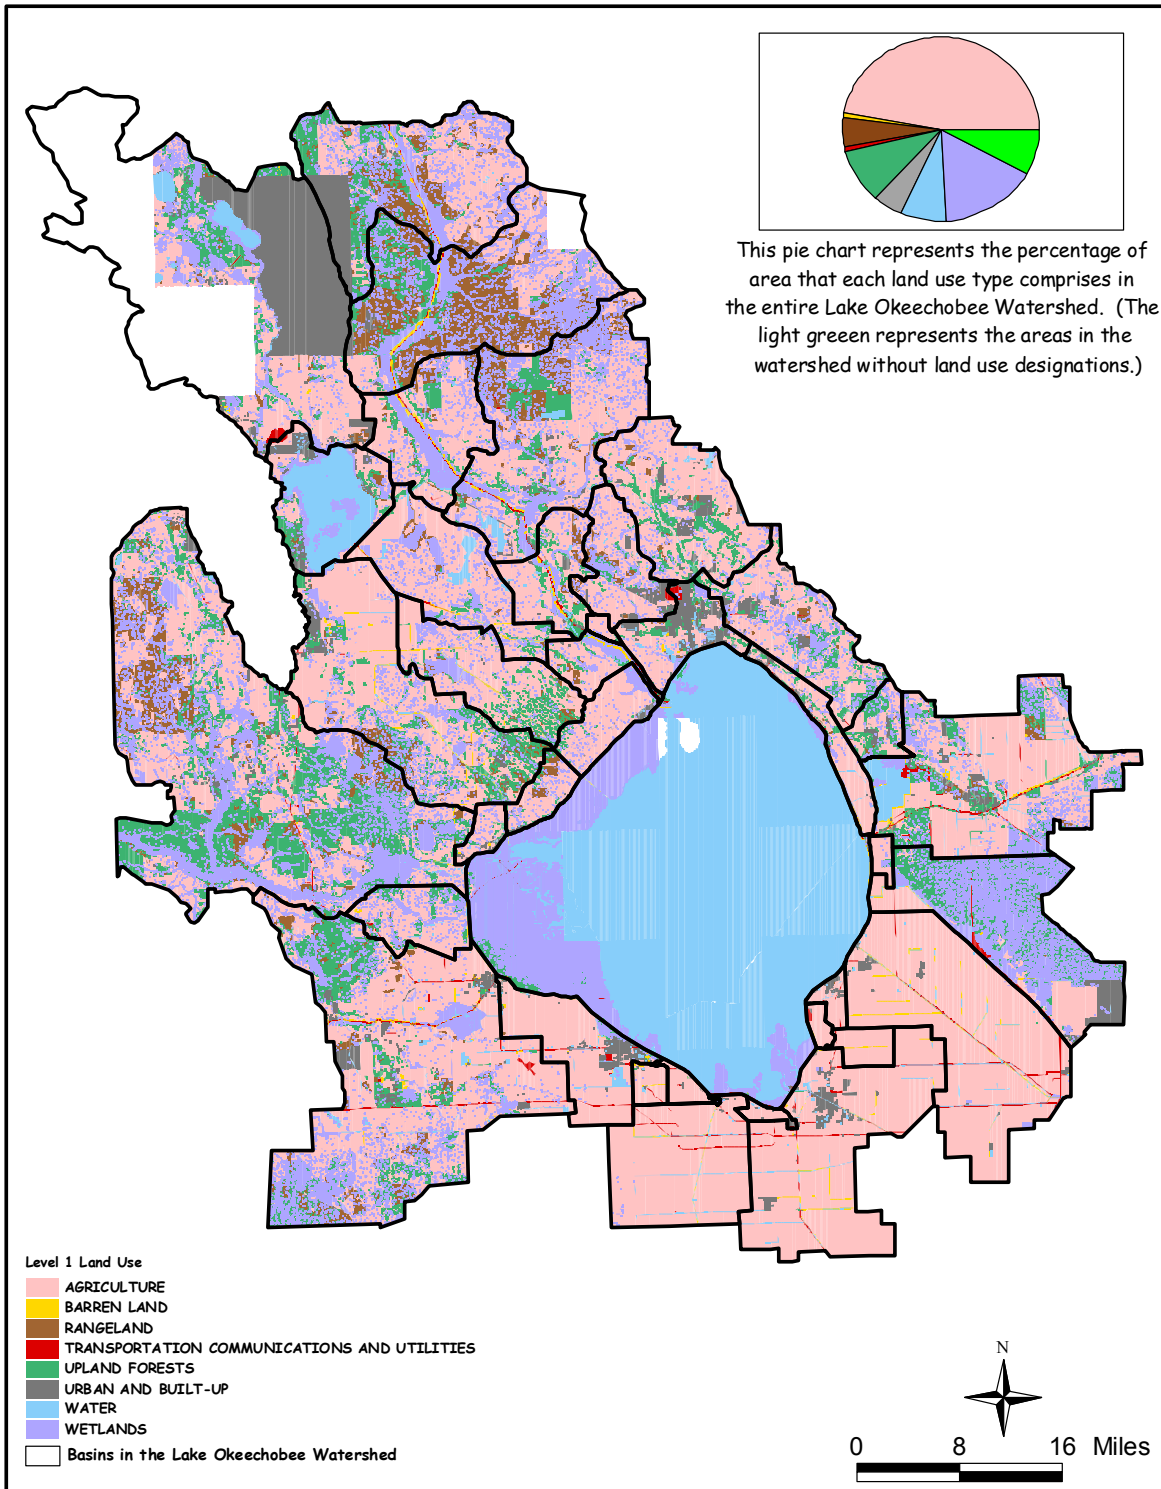 This pie chart represents the percentage of
area that each land use type comprises in
the entire Lake Okeechobee Watershed. (The
light greeen represents the areas in the
watershed without land use designations.)
Level 1 Land Use
AGRICULTURE
BARREN LAND
RANGELAND
TRANSPORTATION COMMUNICATIONS AND UTILITIES
UPLAND FORESTS
URBAN AND BUILT-UP
WATER
WETLANDS
Basins in the Lake Okeechobee Watershed
N
0 8 16 Miles